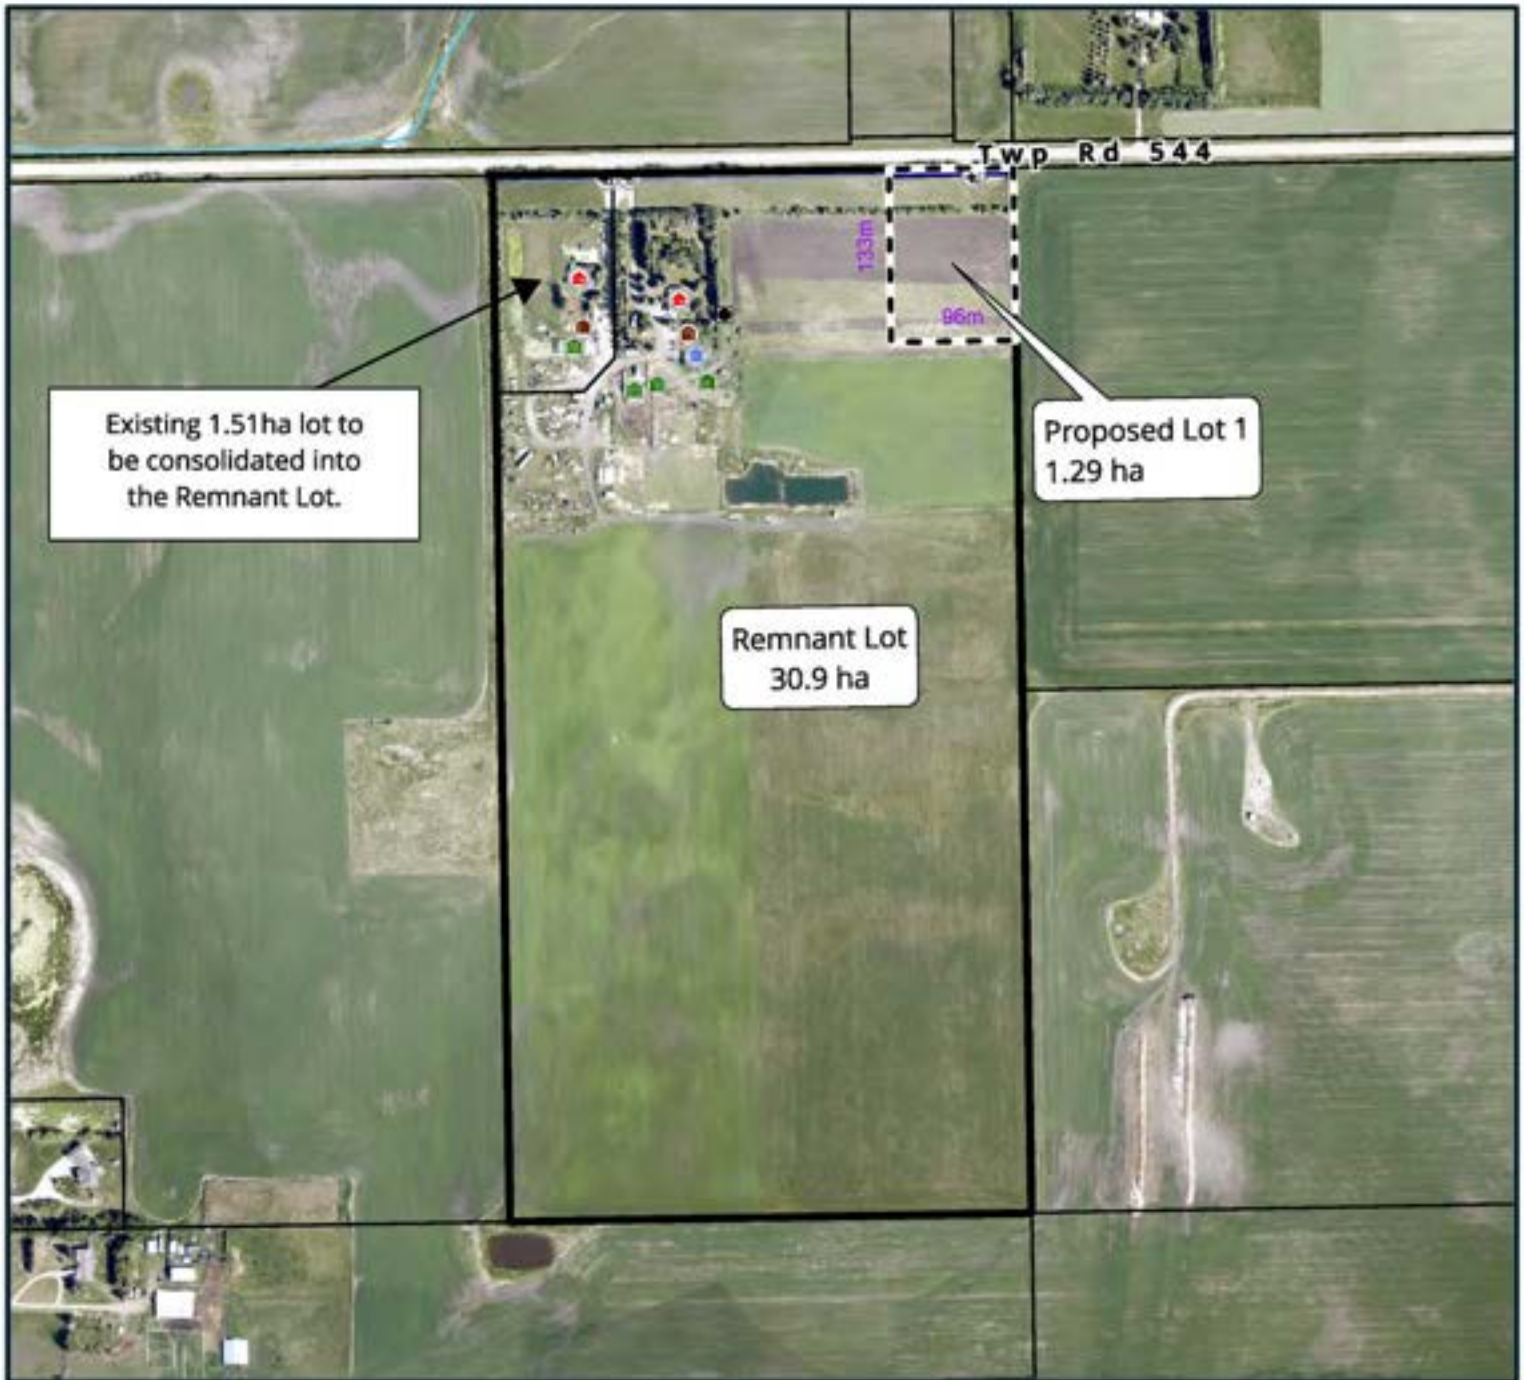 Twp Rd 544
133m
96m
Existing 1.51ha lot to
be consolidated into
the Remnant Lot.
Proposed Lot 1
1.29 ha
Remnant Lot
30.9 ha